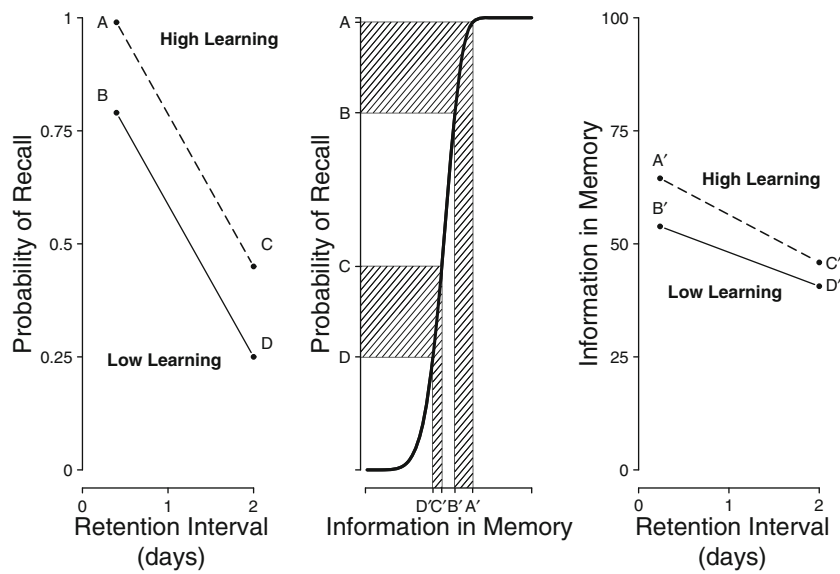 Probability of Recall
1
0.75
0.5
0.25
0
A
B
C
D
High Learning
Low Learning
0
1
2
Retention Interval
(days)
Probability of Recall
A
B
C
D
D′
C′
B′
A′
Information in Memory
Information in Memory
100
75
50
25
0
A′
B′
C′
D′
High Learning
Low Learning
0
1
2
Retention Interval
(days)